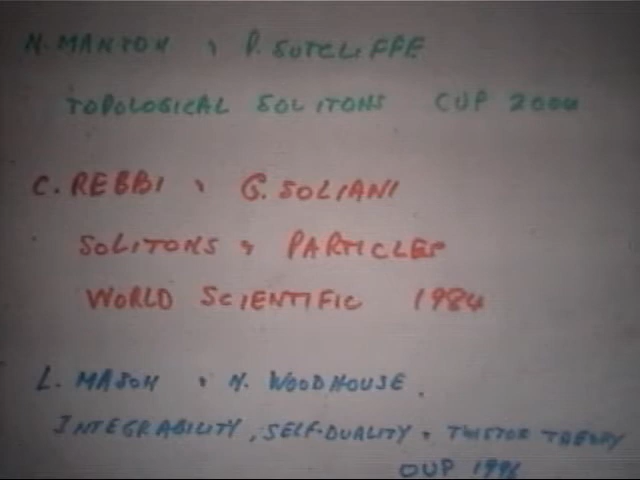 N. MANTON & P. SUTCLIFFE
TOPOLOGICAL SOLITONS CUP 2004
C. REBBI & G. SOLIANI
SOLITONS & PARTICLES
WORLD SCIENTIFIC 1984
L. MASON & N. WOODHOUSE.
INTEGRABILITY, SELF-DUALITY & TWISTOR THEORY
OUP 1996